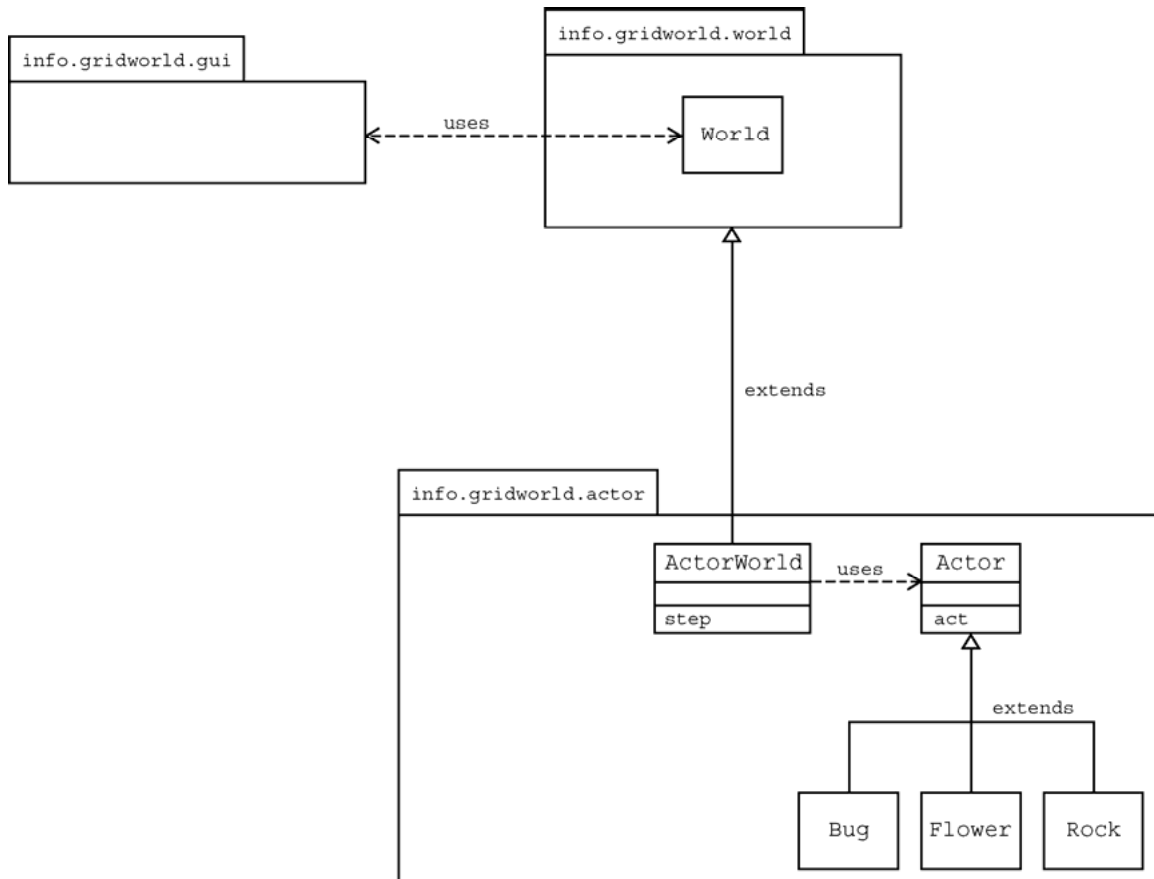 info.gridworld.world
info.gridworld.gui
uses
World
extends
info.gridworld.actor
ActorWorld
uses
Actor
step
act
extends
Bug
Flower
Rock